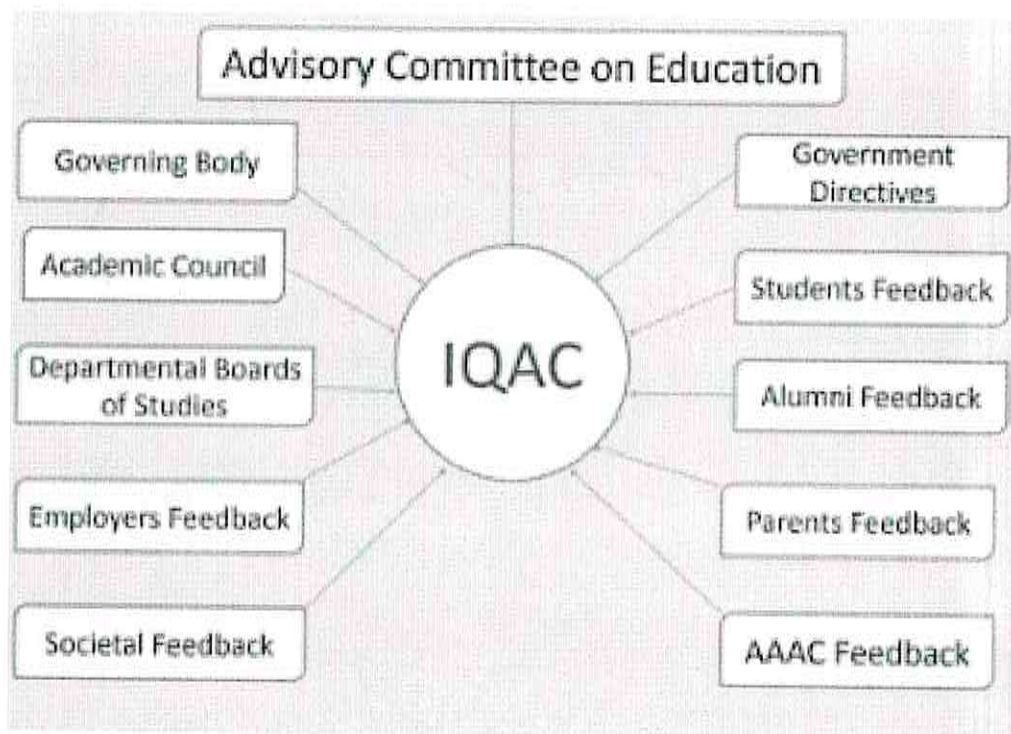 Advisory Committee on Education
Governing Body
Academic Council
Departmental Boards
of Studies
Employers Feedback
Societal Feedback
IQAC
Government
Directives
Students Feedback
Alumni Feedback
Parents Feedback
AAAC Feedback